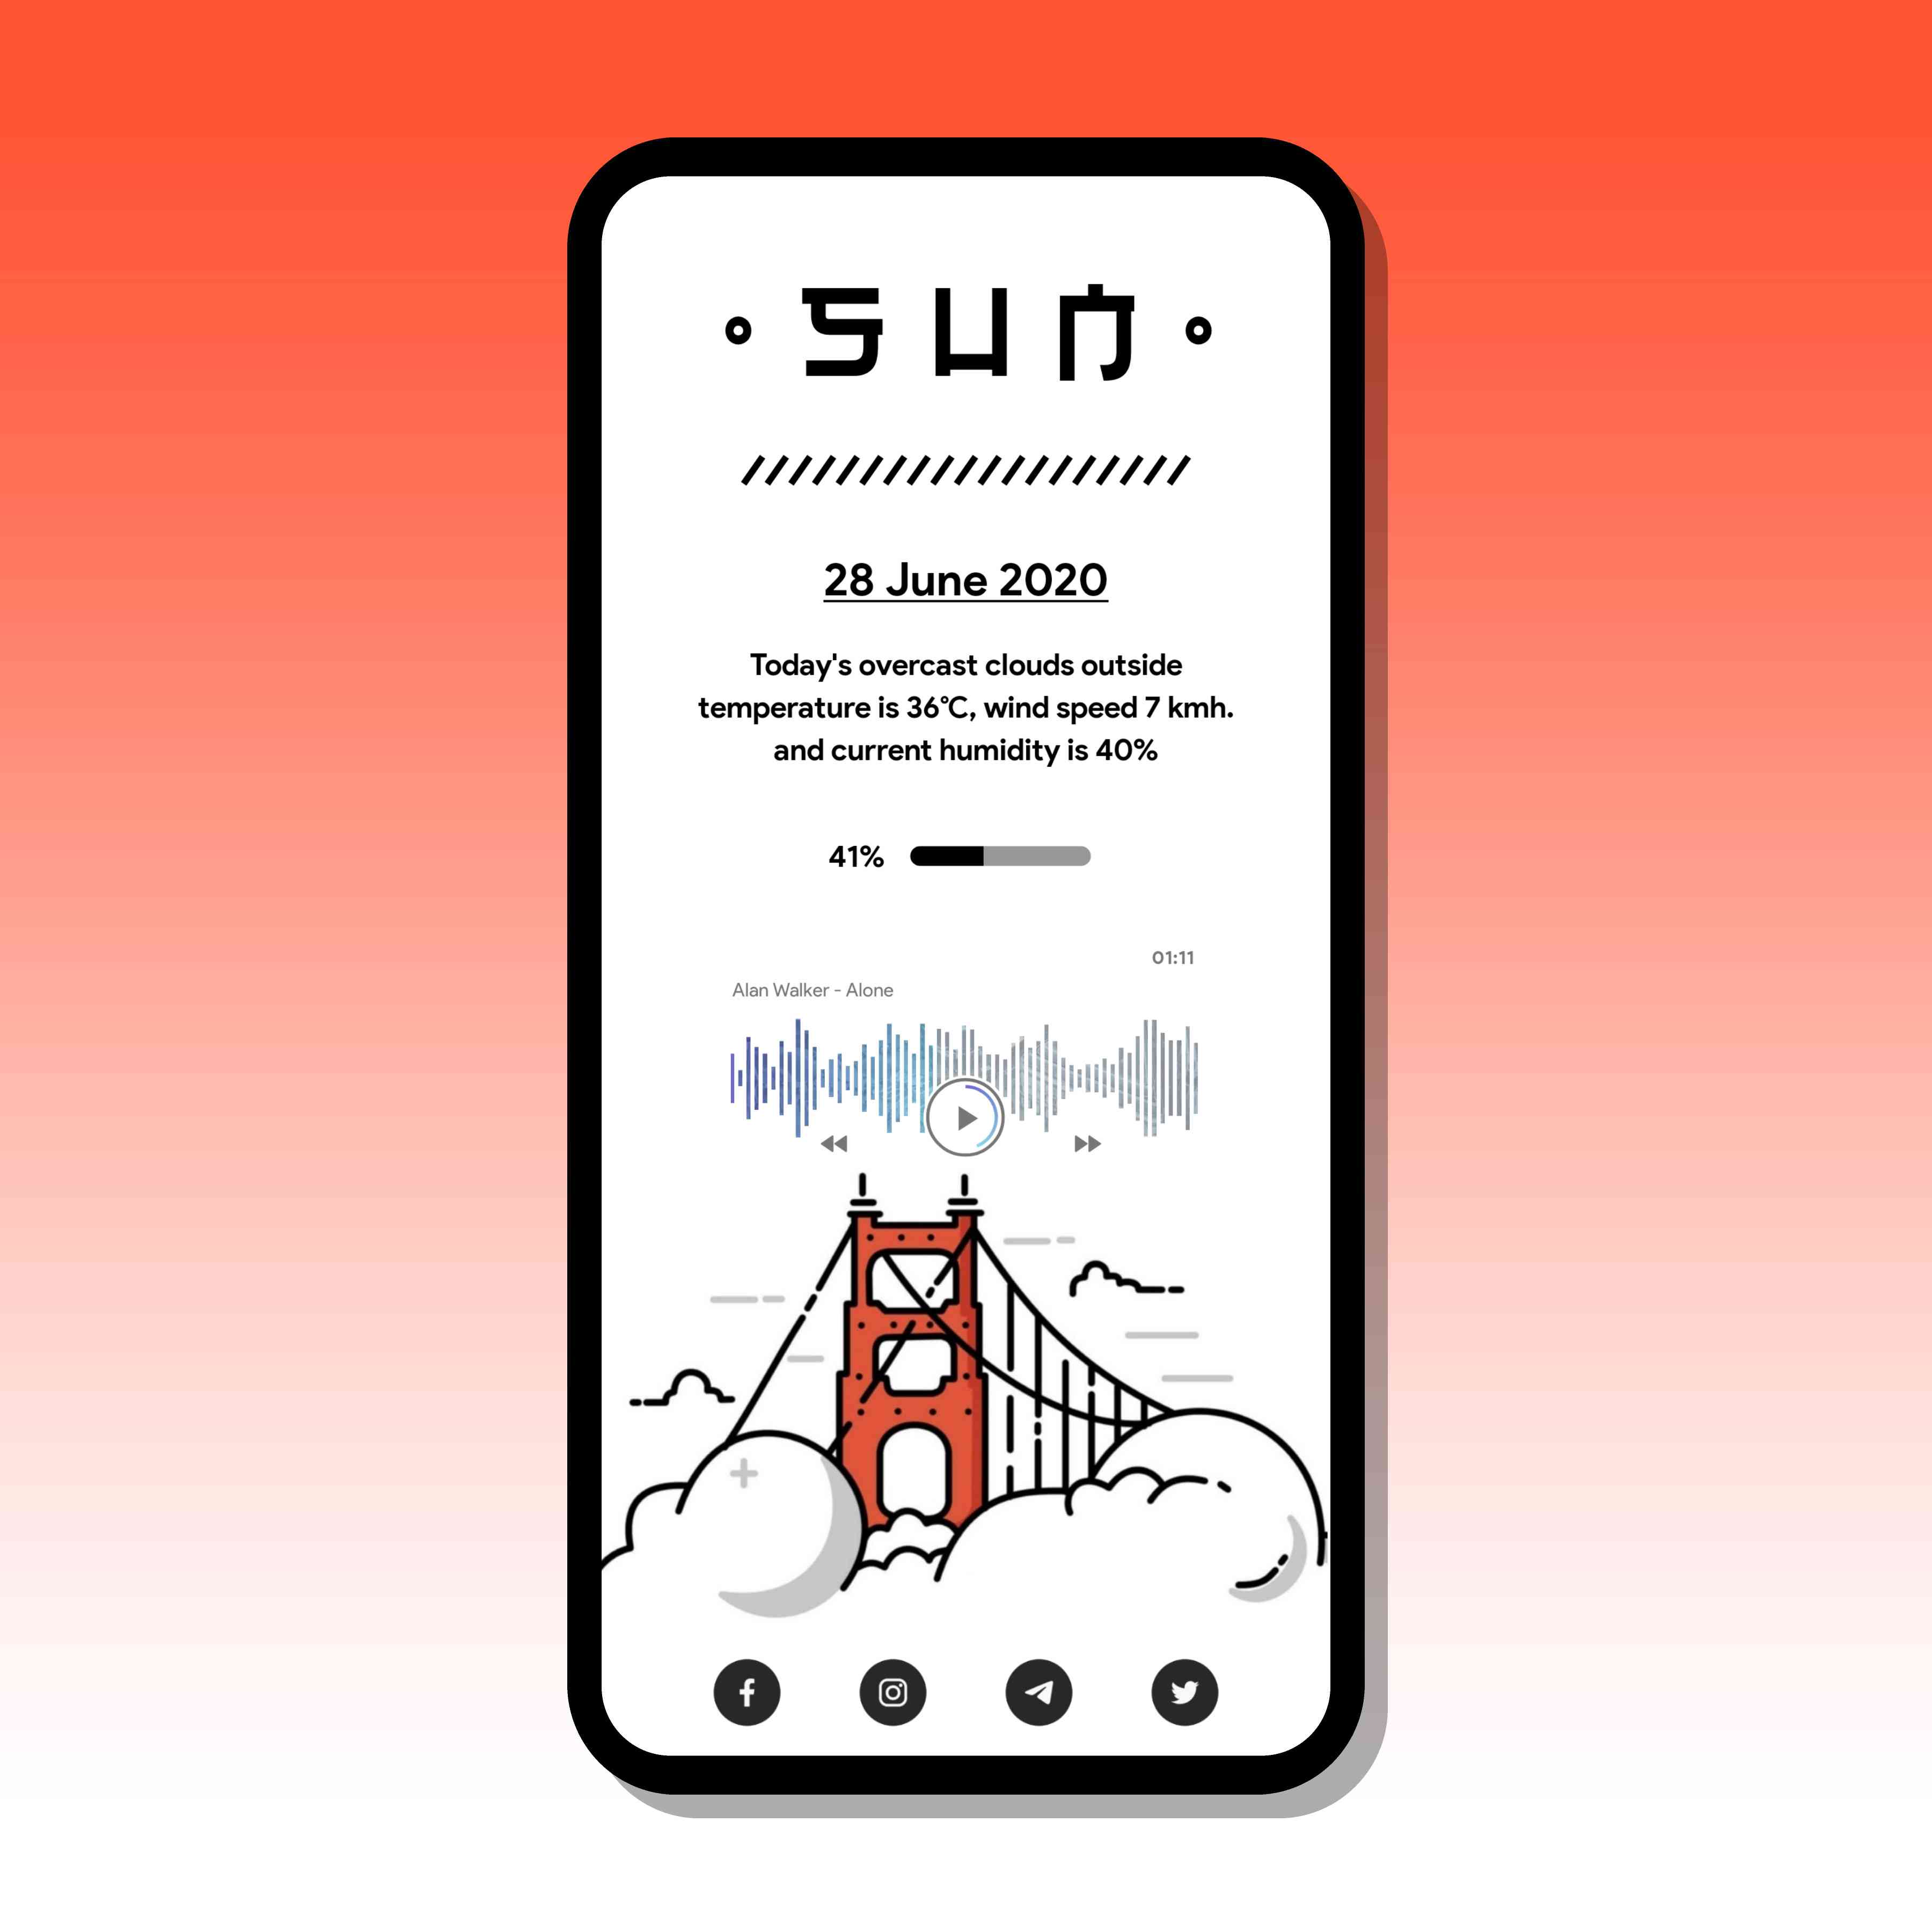 SUN
28 June 2020
Today's overcast clouds outside
temperature is 36°C, wind speed 7 kmh.
and current humidity is 40%
41%
01:11
Alan Walker - Alone